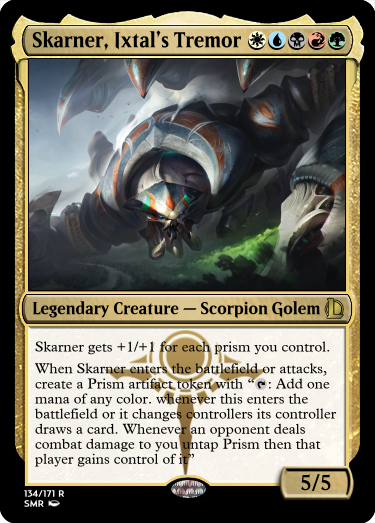 Skarner, Ixtal's Tremor
Legendary Creature — Scorpion Golem
Skarner gets +1/+1 for each prism you control.
When Skarner enters the battlefield or attacks,
create a Prism artifact token with “: Add one
mana of any color. whenever this enters the
battlefield or it changes controllers its controller
draws a card. Whenever an opponent deals
combat damage to you untap Prism then that
player gains control of it”
5/5
134/171 R
SMR